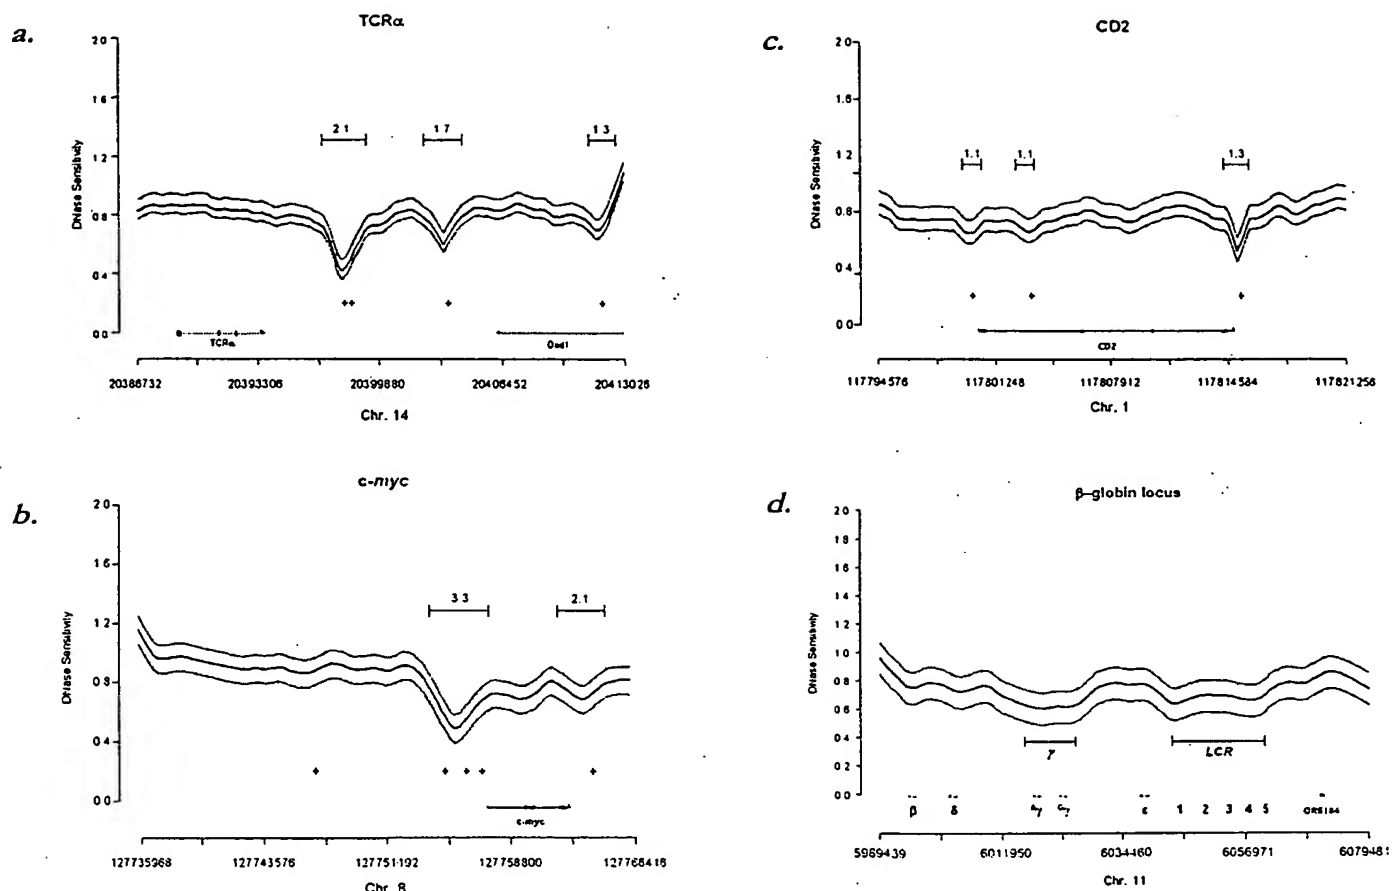 a.
TCRα
2.0
1.6
1.2
0.8
0.4
0.0
DNase Sensitivity
2.1
1.7
1.3
TCRα
Dad1
20386732
20393306
20399880
20406452
20413026
Chr. 14
c.
CD2
2.0
1.6
1.2
0.8
0.4
0.0
DNase Sensitivity
1.1
1.1
1.3
CD2
117794576
117801248
117807912
117814584
117821256
Chr. 1
b.
c-myc
2.0
1.6
1.2
0.8
0.4
0.0
DNase Sensitivity
3.3
2.1
c-myc
127735968
127743576
127751192
127758800
127768416
Chr. 8
d.
β-globin locus
2.0
1.8
1.6
1.4
1.2
1.0
0.8
0.6
0.4
0.2
0.0
DNase Sensitivity
γ
LCR
β
δ
Aγ
Gγ
ε
1
2
3
4
5
5989439
6011950
6034460
6056971
6079481
Chr. 11